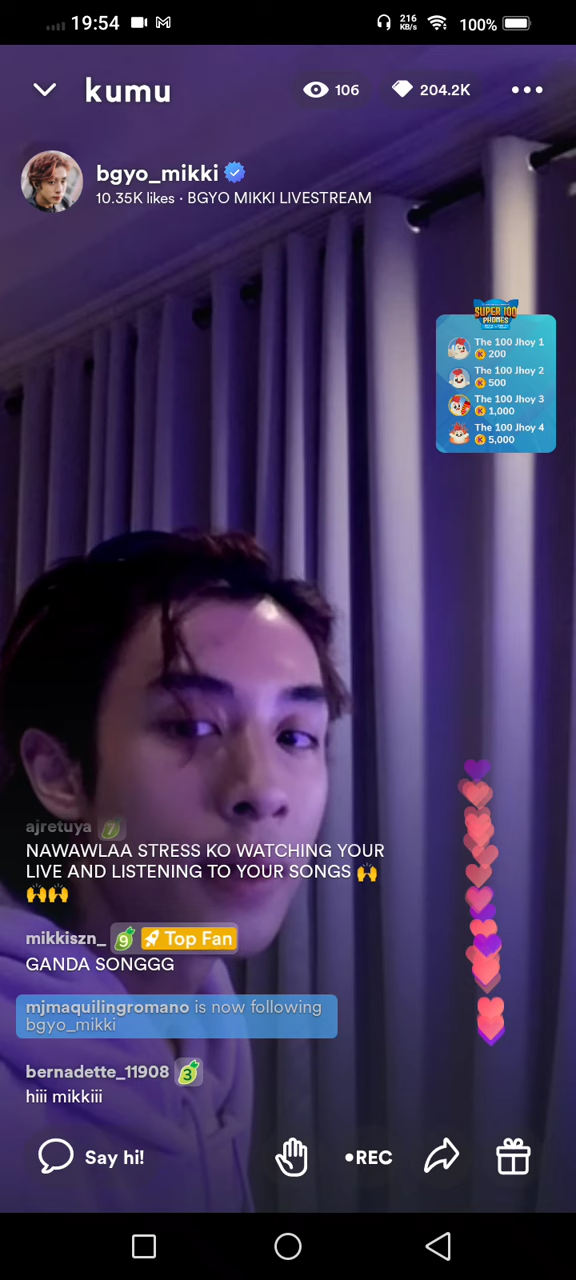 19:54
216
KB/s
100%
kumu
106
204.2K
bgyo_mikki
10.35K likes · BGYO MIKKI LIVESTREAM
SUPER 100
PHONES
The 100 Jhoy 1
K 200
The 100 Jhoy 2
K 500
The 100 Jhoy 3
K 1,000
The 100 Jhoy 4
K 5,000
ajretuya 7
NAWAWLAA STRESS KO WATCHING YOUR
LIVE AND LISTENING TO YOUR SONGS 🙌
🙌🙌
mikkiszn_ 9 Top Fan
GANDA SONGGG
mjmaquilingromano is now following
bgyo_mikki
bernadette_11908 3
hiii mikkiii
Say hi!
•REC